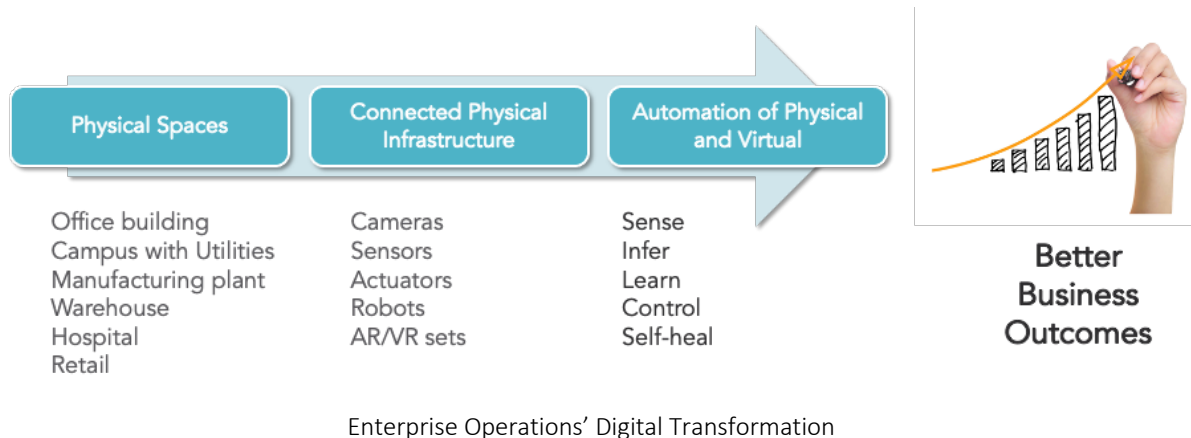 Physical Spaces
Connected Physical
Infrastructure
Automation of Physical
and Virtual
Office building
Campus with Utilities
Manufacturing plant
Warehouse
Hospital
Retail
Cameras
Sensors
Actuators
Robots
AR/VR sets
Sense
Infer
Learn
Control
Self-heal
Better
Business
Outcomes
Enterprise Operations’ Digital Transformation